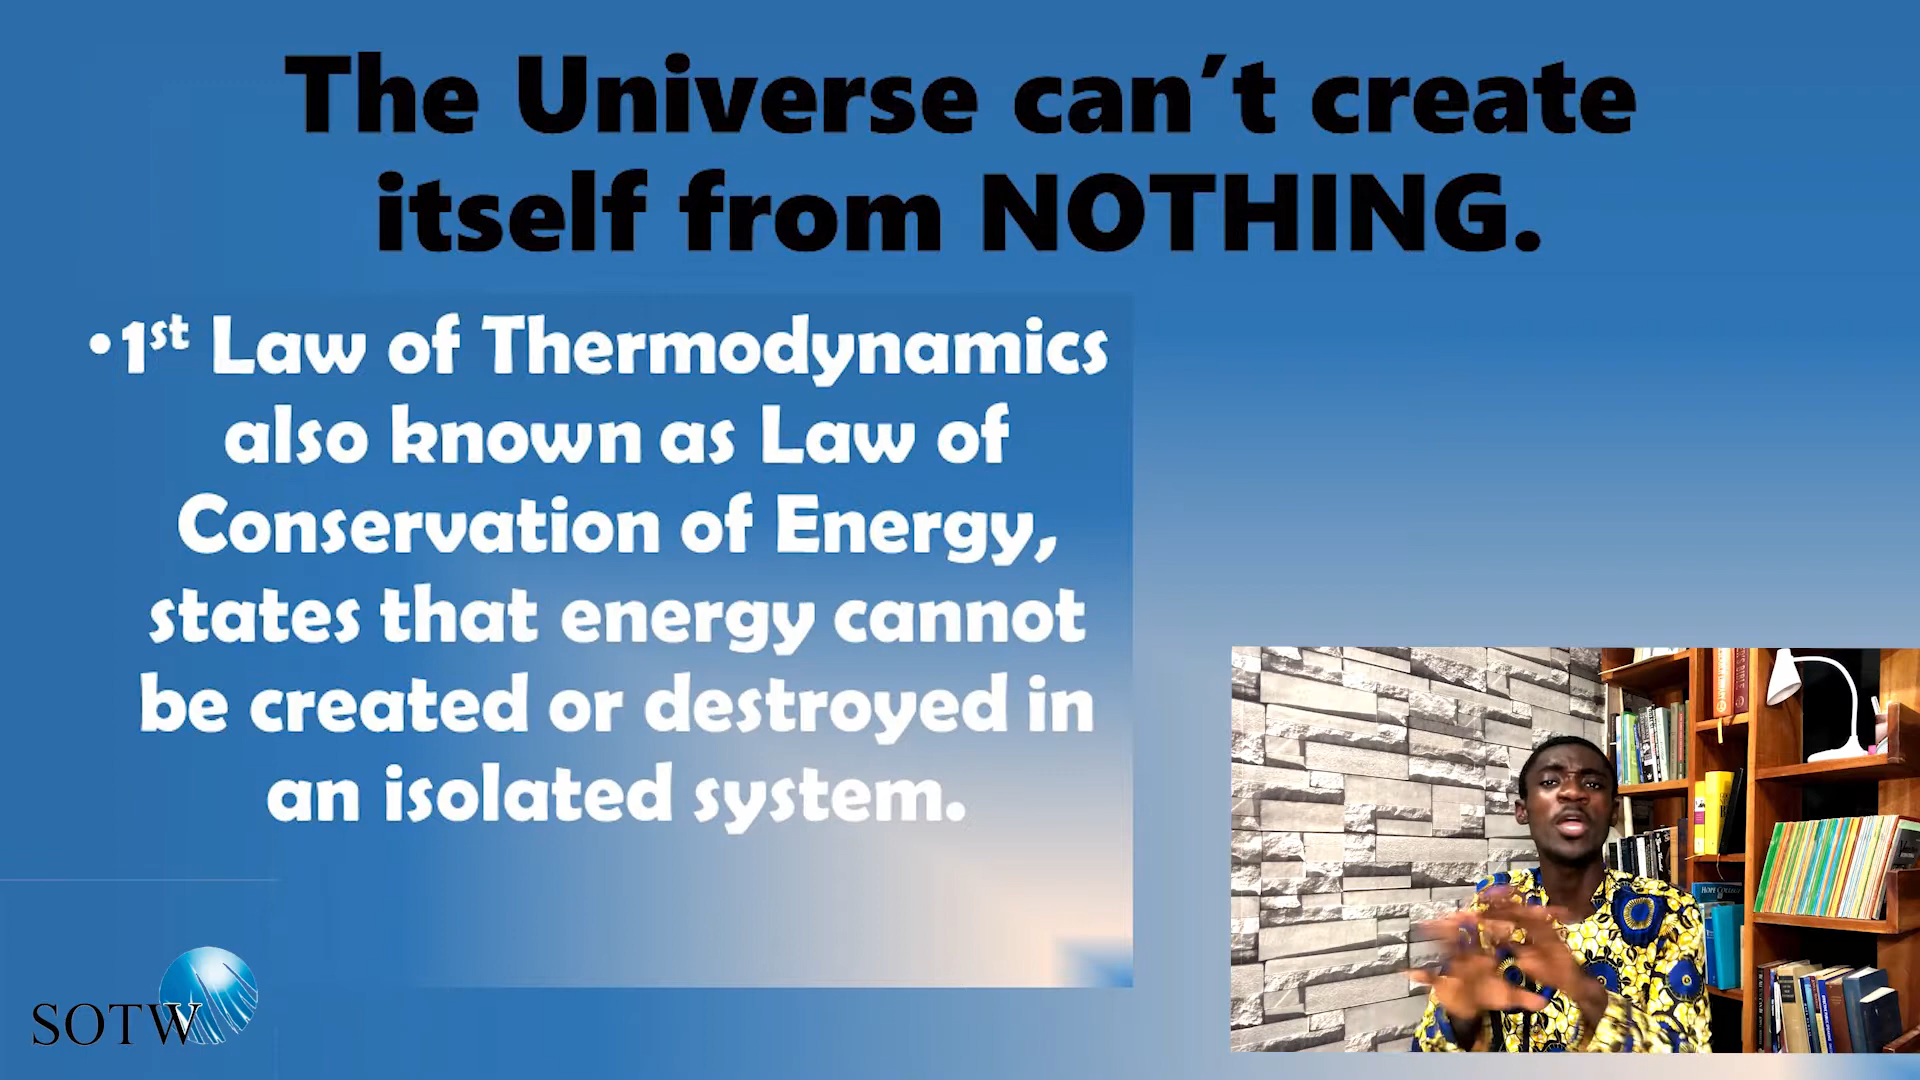 The Universe can’t create
itself from NOTHING.
•1st Law of Thermodynamics
also known as Law of
Conservation of Energy,
states that energy cannot
be created or destroyed in
an isolated system.
SOTW